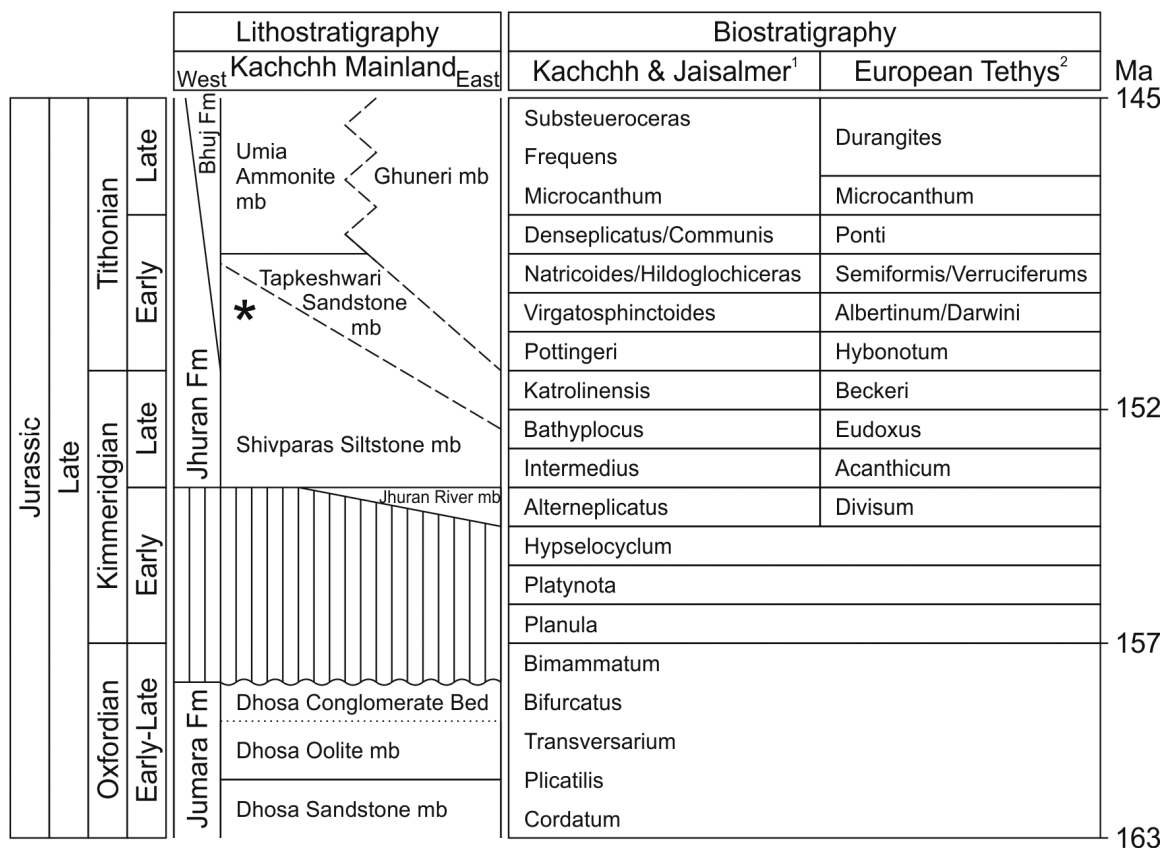 Lithostratigraphy
Biostratigraphy
West Kachchh Mainland East
Kachchh & Jaisalmer1
European Tethys2
Ma
Jurassic
Late
Tithonian
Late
Early
Kimmeridgian
Late
Early
Oxfordian
Early-Late
Bhuj Fm
Jhuran Fm
Jumara Fm
Umia
Ammonite
mb
Ghuneri mb
Tapkeshwari
Sandstone
mb
*
Shivparas Siltstone mb
Jhuran River mb
Dhosa Conglomerate Bed
Dhosa Oolite mb
Dhosa Sandstone mb
Substeueroceras
Frequens
Microcanthum
Denseplicatus/Communis
Natricoides/Hildoglochiceras
Virgatosphinctoides
Pottingeri
Katrolinensis
Bathyplocus
Intermedius
Alterneplicatus
Hypselocyclum
Platynota
Planula
Bimammatum
Bifurcatus
Transversarium
Plicatilis
Cordatum
Durangites
Microcanthum
Ponti
Semiformis/Verruciferums
Albertinum/Darwini
Hybonotum
Beckeri
Eudoxus
Acanthicum
Divisum
145
152
157
163